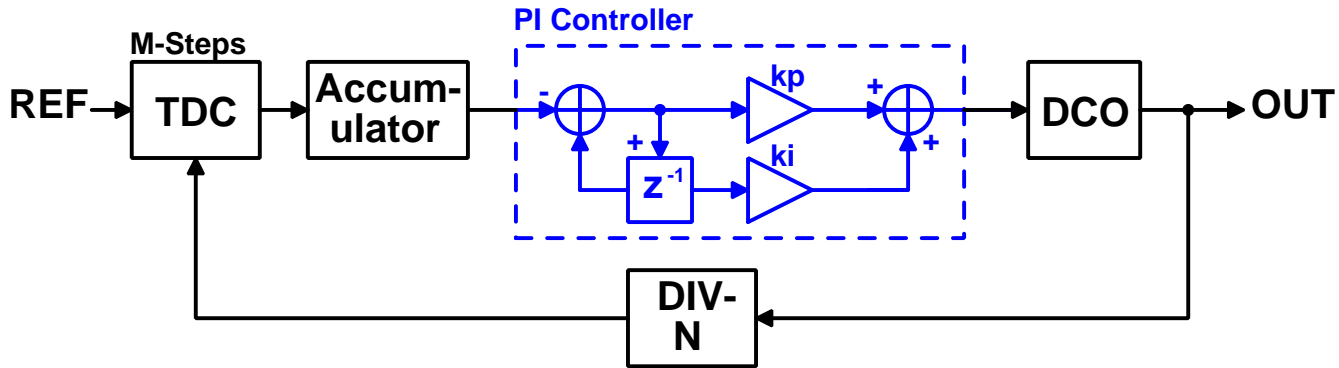 PI Controller
M-Steps
REF
TDC
Accum-
ulator
-
kp
+
DCO
OUT
+
z -1
ki
+
DIV-
N